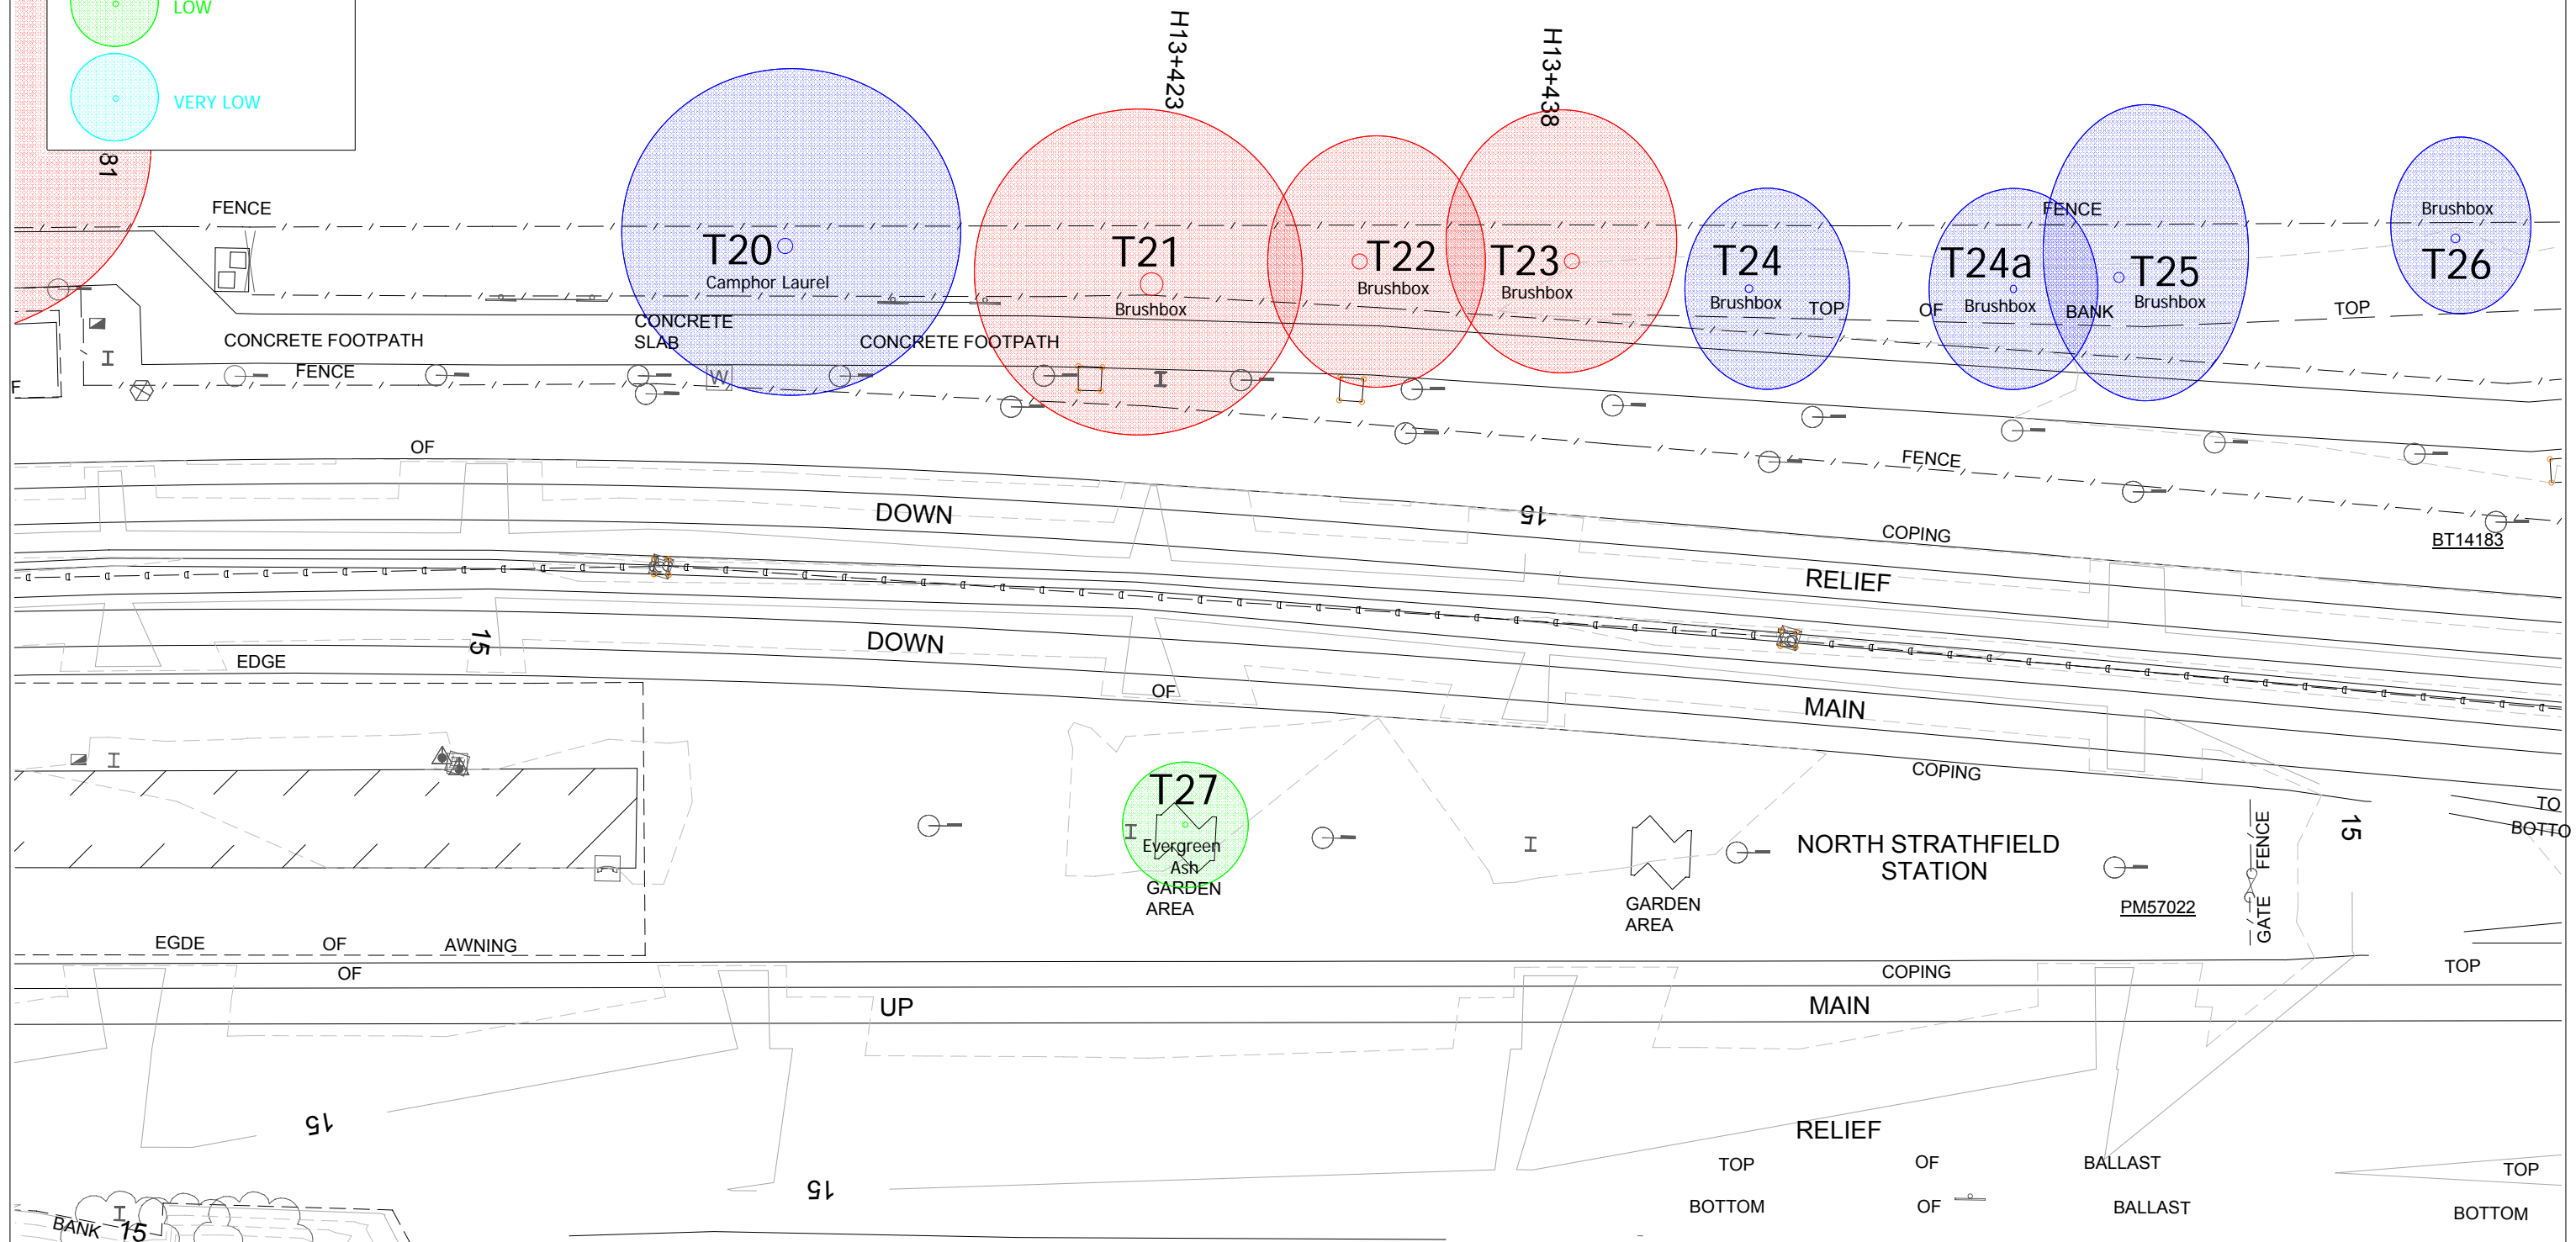 LOW
VERY LOW
81
H13+423
H13+438
FENCE
T20
Camphor Laurel
T21
Brushbox
T22
Brushbox
T23
Brushbox
T24
Brushbox
T24a
Brushbox
FENCE
T25
Brushbox
Brushbox
T26
TOP
OF
BANK
TOP
CONCRETE
SLAB
CONCRETE FOOTPATH
CONCRETE FOOTPATH
FENCE
W
F
OF
FENCE
DOWN
15
COPING
BT14183
RELIEF
15
DOWN
EDGE
OF
MAIN
COPING
T27
Evergreen
Ash
GARDEN
AREA
GARDEN
AREA
NORTH STRATHFIELD
STATION
PM57022
GATE
FENCE
15
TO
BOTTO
EGDE
OF
AWNING
OF
COPING
TOP
UP
MAIN
15
RELIEF
15
TOP
OF
BALLAST
TOP
BOTTOM
OF
BALLAST
BOTTOM
BANK
15